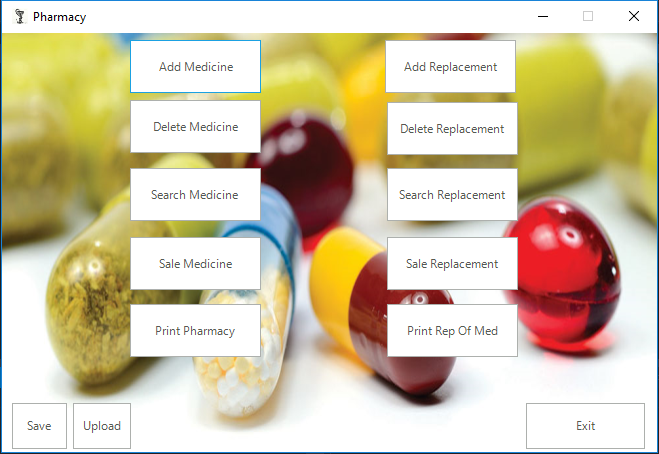 Pharmacy
Add Medicine
Add Replacement
Delete Medicine
Delete Replacement
Search Medicine
Search Replacement
Sale Medicine
Sale Replacement
Print Pharmacy
Print Rep Of Med
Save
Upload
Exit